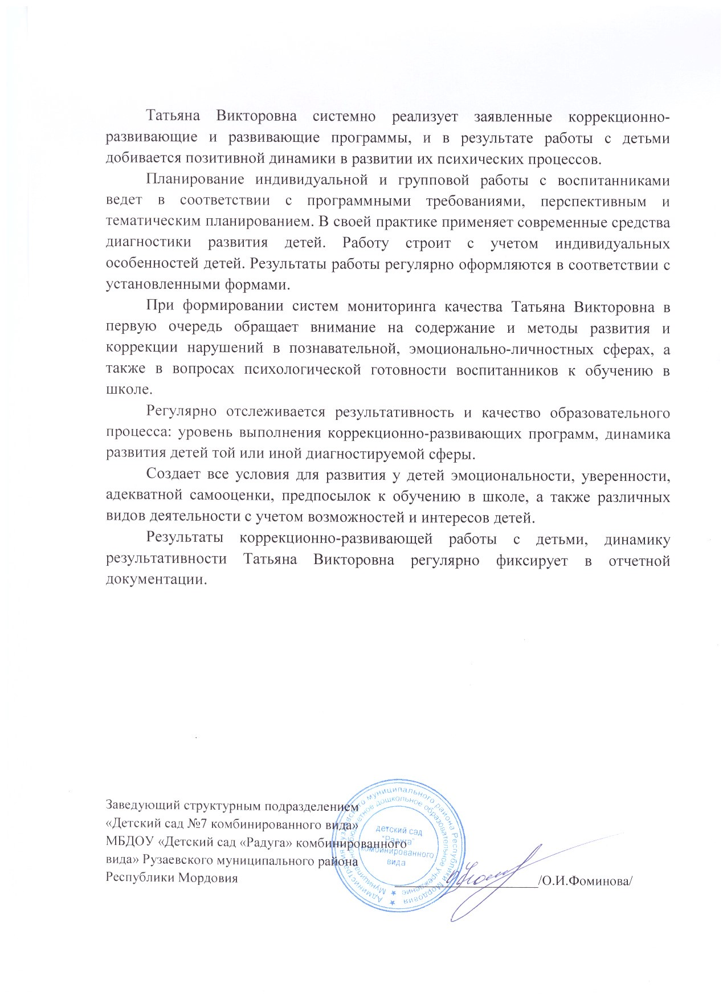 Татьяна Викторовна системно реализует заявленные коррекционно-
развивающие и развивающие программы, и в результате работы с детьми
добивается позитивной динамики в развитии их психических процессов.
Планирование индивидуальной и групповой работы с воспитанниками
ведет в соответствии с программными требованиями, перспективным и
тематическим планированием. В своей практике применяет современные средства
диагностики развития детей. Работу строит с учетом индивидуальных
особенностей детей. Результаты работы регулярно оформляются в соответствии с
установленными формами.
При формировании систем мониторинга качества Татьяна Викторовна в
первую очередь обращает внимание на содержание и методы развития и
коррекции нарушений в познавательной, эмоционально-личностных сферах, а
также в вопросах психологической готовности воспитанников к обучению в
школе.
Регулярно отслеживается результативность и качество образовательного
процесса: уровень выполнения коррекционно-развивающих программ, динамика
развития детей той или иной диагностируемой сферы.
Создает все условия для развития у детей эмоциональности, уверенности,
адекватной самооценки, предпосылок к обучению в школе, а также различных
видов деятельности с учетом возможностей и интересов детей.
Результаты коррекционно-развивающей работы с детьми, динамику
результативности Татьяна Викторовна регулярно фиксирует в отчетной
документации.
Заведующий структурным подразделением
«Детский сад №7 комбинированного вида»
МБДОУ «Детский сад «Радуга» комбинированного
вида» Рузаевского муниципального района
Республики Мордовия /О.И.Фоминова/
Администрация Рузаевского муниципального района Республики Мордовия
Муниципальное бюджетное дошкольное образовательное учреждение
детский сад
"Радуга"
комбинированного
вида